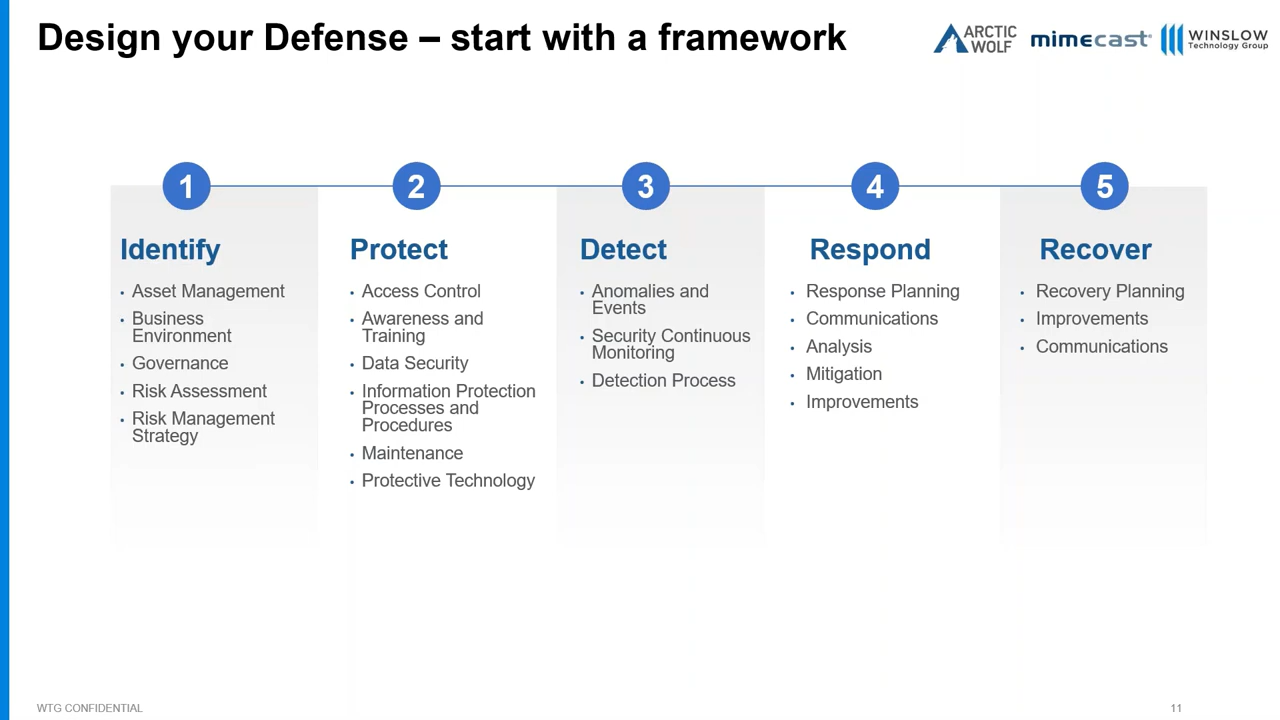 Design your Defense – start with a framework
ARCTIC
WOLF
mimecast
WINSLOW
Technology Group
1
Identify
• Asset Management
• Business
Environment
• Governance
• Risk Assessment
• Risk Management
Strategy
2
Protect
• Access Control
• Awareness and
Training
• Data Security
• Information Protection
Processes and
Procedures
• Maintenance
• Protective Technology
3
Detect
• Anomalies and
Events
• Security Continuous
Monitoring
• Detection Process
4
Respond
• Response Planning
• Communications
• Analysis
• Mitigation
• Improvements
5
Recover
• Recovery Planning
• Improvements
• Communications
WTG CONFIDENTIAL
11